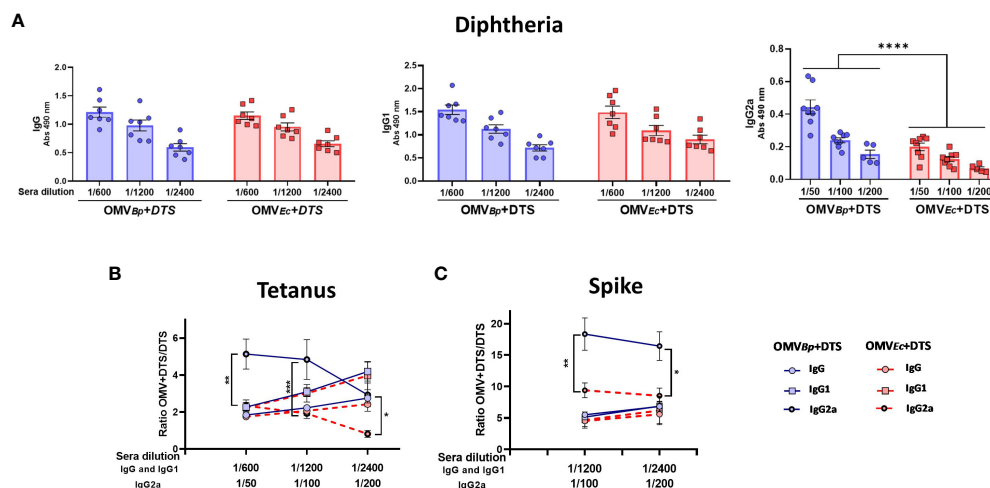 A
Diphtheria
IgG
Abs 490 nm
2.0
1.5
1.0
0.5
0.0
Sera dilution
1/600 1/1200 1/2400 1/600 1/1200 1/2400
OMVBp+DTS OMVEc+DTS
IgG1
Abs 490 nm
2.5
2.0
1.5
1.0
0.5
0.0
1/600 1/1200 1/2400 1/600 1/1200 1/2400
OMVBp+DTS OMVEc+DTS
IgG2a
Abs 490 nm
0.8
0.6
0.4
0.2
0.0
****
1/50 1/100 1/200 1/50 1/100 1/200
OMVBp+DTS OMVEc+DTS
B
Tetanus
Ratio OMV+DTS/DTS
6
4
2
0
**
***
*
Sera dilution
IgG and IgG1 1/600 1/1200 1/2400
IgG2a 1/50 1/100 1/200
C
Spike
Ratio OMV+DTS/DTS
20
15
10
5
0
**
*
Sera dilution
IgG and IgG1 1/1200 1/2400
IgG2a 1/100 1/200
OMVBp+DTS OMVEc+DTS
IgG IgG
IgG1 IgG1
IgG2a IgG2a